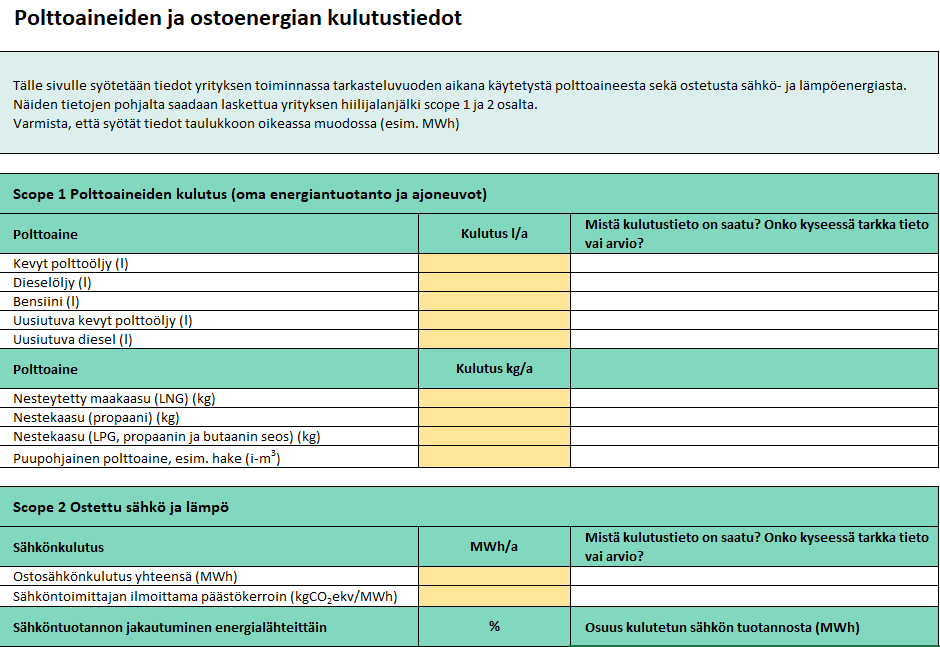 Polttoaineiden ja ostoenergian kulutustiedot
Tälle sivulle syötetään tiedot yrityksen toiminnassa tarkasteluvuoden aikana käytetystä polttoaineesta sekä ostetusta sähkö- ja lämpöenergiasta.
Näiden tietojen pohjalta saadaan laskettua yrityksen hiilijalanjälki scope 1 ja 2 osalta.
Varmista, että syötät tiedot taulukkoon oikeassa muodossa (esim. MWh)
Scope 1 Polttoaineiden kulutus (oma energiantuotanto ja ajoneuvot)
Polttoaine
Kulutus l/a
Mistä kulutustieto on saatu? Onko kyseessä tarkka tieto
vai arvio?
Kevyt polttoöljy (l)
Dieselöljy (l)
Bensiini (l)
Uusiutuva kevyt polttoöljy (l)
Uusiutuva diesel (l)
Polttoaine
Kulutus kg/a
Nesteytetty maakaasu (LNG) (kg)
Nestekaasu (propaani) (kg)
Nestekaasu (LPG, propaanin ja butaanin seos) (kg)
Puupohjainen polttoaine, esim. hake (i-m³)
Scope 2 Ostettu sähkö ja lämpö
Sähkönkulutus
MWh/a
Mistä kulutustieto on saatu? Onko kyseessä tarkka tieto
vai arvio?
Ostosähkönkulutus yhteensä (MWh)
Sähköntoimittajan ilmoittama päästökerroin (kgCO₂ekv/MWh)
Sähköntuotannon jakautuminen energialähteittäin
%
Osuus kulutetun sähkön tuotannosta (MWh)